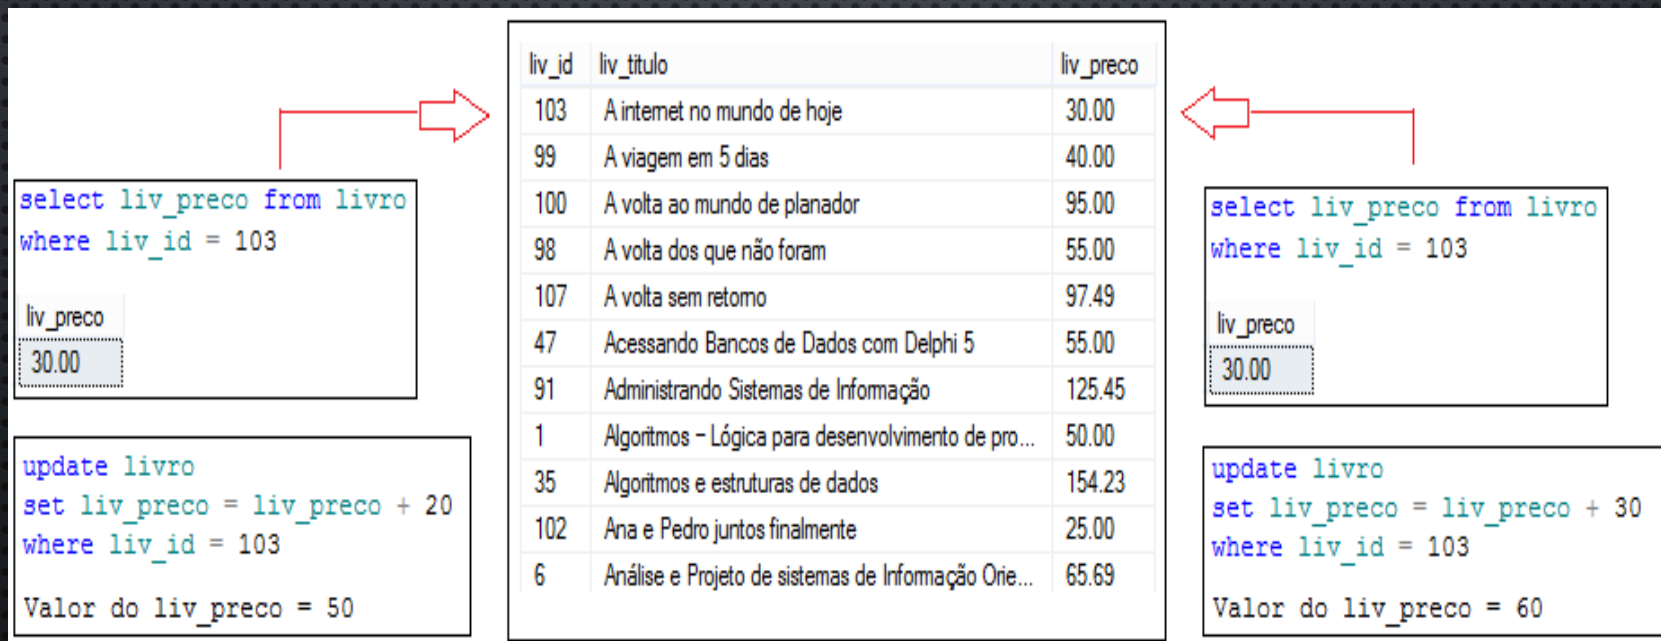 select liv_preco from livro
where liv_id = 103
liv_preco
30.00
update livro
set liv_preco = liv_preco + 20
where liv_id = 103
Valor do liv_preco = 50
liv_id liv_titulo liv_preco
103 A internet no mundo de hoje 30.00
99 A viagem em 5 dias 40.00
100 A volta ao mundo de planador 95.00
98 A volta dos que não foram 55.00
107 A volta sem retorno 97.49
47 Acessando Bancos de Dados com Delphi 5 55.00
91 Administrando Sistemas de Informação 125.45
1 Algoritmos - Lógica para desenvolvimento de pro... 50.00
35 Algoritmos e estruturas de dados 154.23
102 Ana e Pedro juntos finalmente 25.00
6 Análise e Projeto de sistemas de Informação Orie... 65.69
select liv_preco from livro
where liv_id = 103
liv_preco
30.00
update livro
set liv_preco = liv_preco + 30
where liv_id = 103
Valor do liv_preco = 60